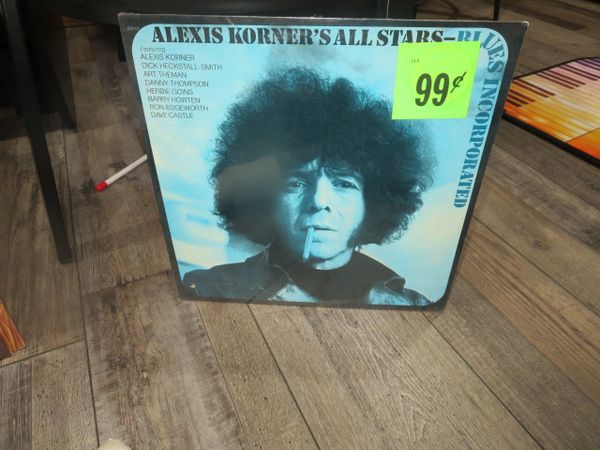 ALEXIS KORNER'S ALL STARS-BLUES INCORPORATED
Featuring
ALEXIS KORNER
DICK HECKSTALL-SMITH
ART THEMAN
DANNY THOMPSON
HERBIE GOINS
BARRY HOWTEN
RON EDGEWORTH
DAVE CASTLE
99¢